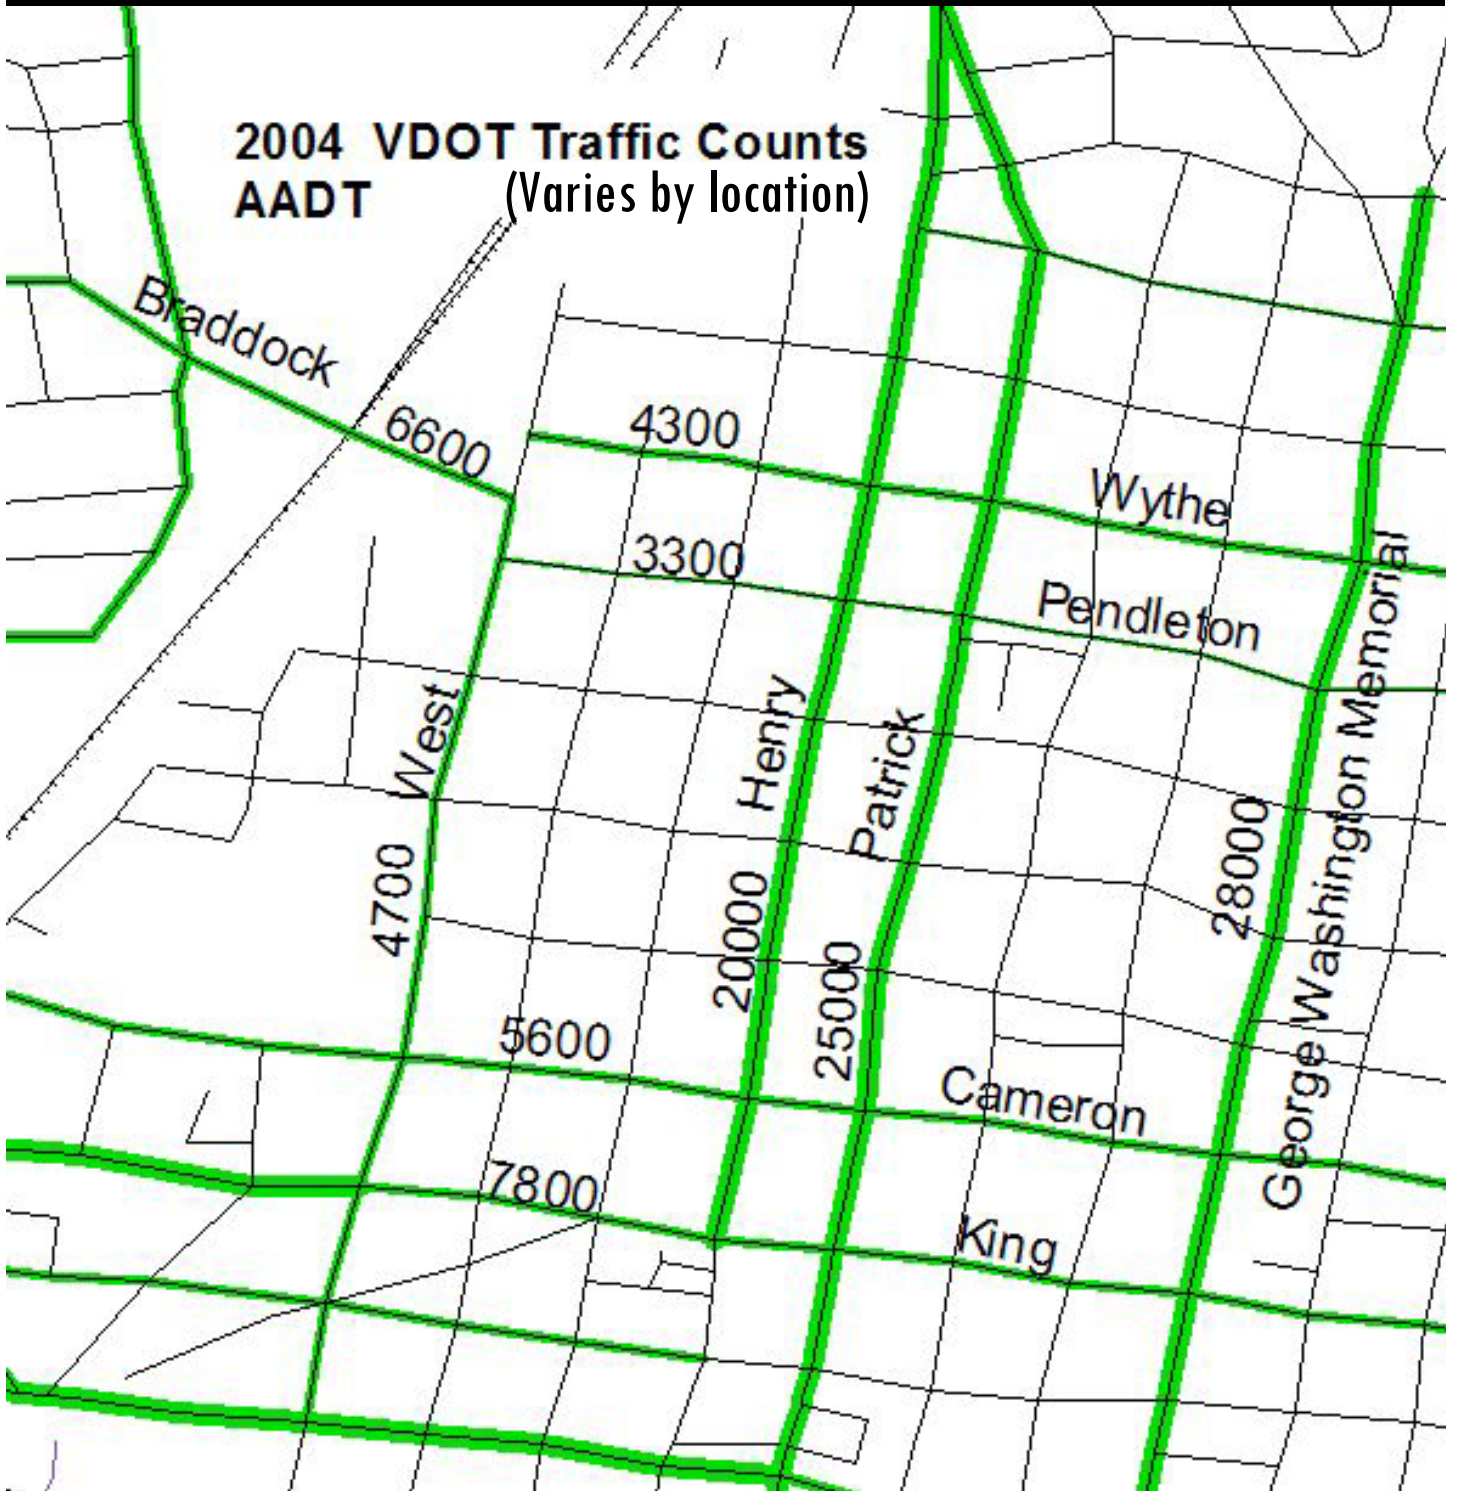 2004 VDOT Traffic Counts
AADT (Varies by location)
Braddock
6600
4300
Wythe
3300
Pendleton
West
Henry
Patrick
George Washington Memorial
4700
20000
25000
28000
5600
Cameron
7800
King